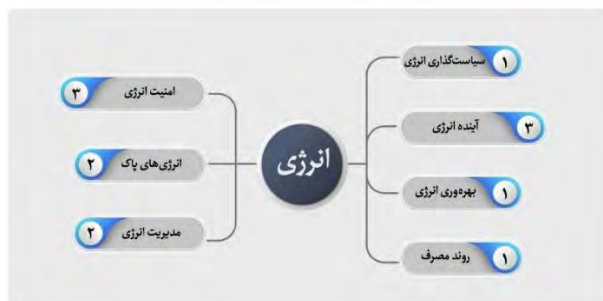 سیاست‌گذاری انرژی ۱
آینده انرژی ۳
بهره‌وری انرژی ۱
روند مصرف ۱
انرژی
امنیت انرژی ۳
انرژی‌های پاک ۲
مدیریت انرژی ۲